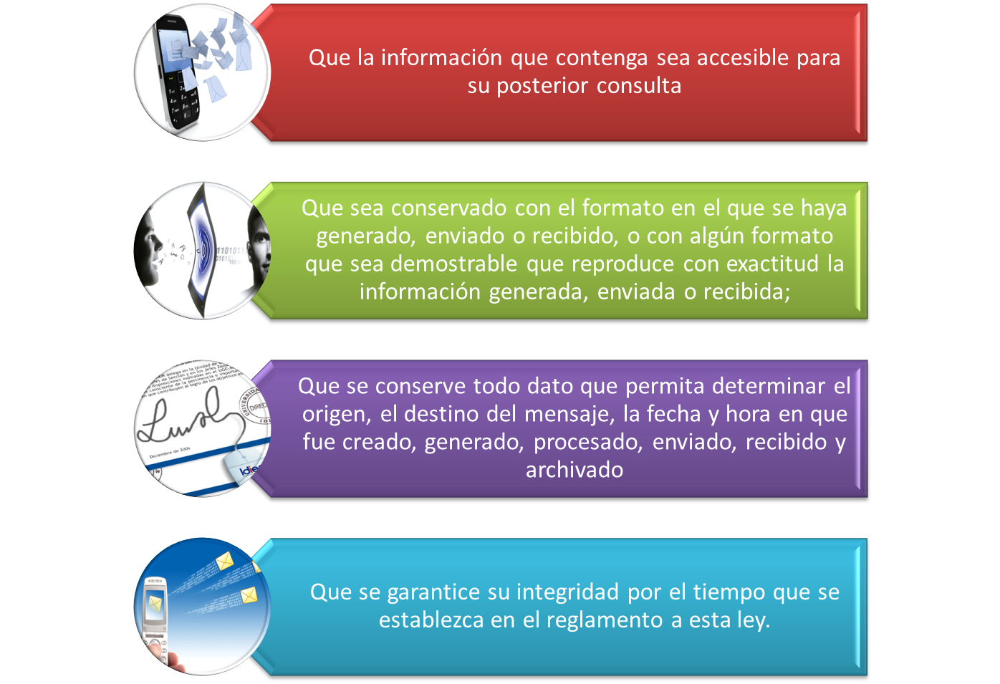 Que la información que contenga sea accesible para
su posterior consulta
Que sea conservado con el formato en el que se haya
generado, enviado o recibido, o con algún formato
que sea demostrable que reproduce con exactitud la
información generada, enviada o recibida;
Que se conserve todo dato que permita determinar el
origen, el destino del mensaje, la fecha y hora en que
fue creado, generado, procesado, enviado, recibido y
archivado
Diciembre de 2006
Que se garantice su integridad por el tiempo que se
establezca en el reglamento a esta ley.